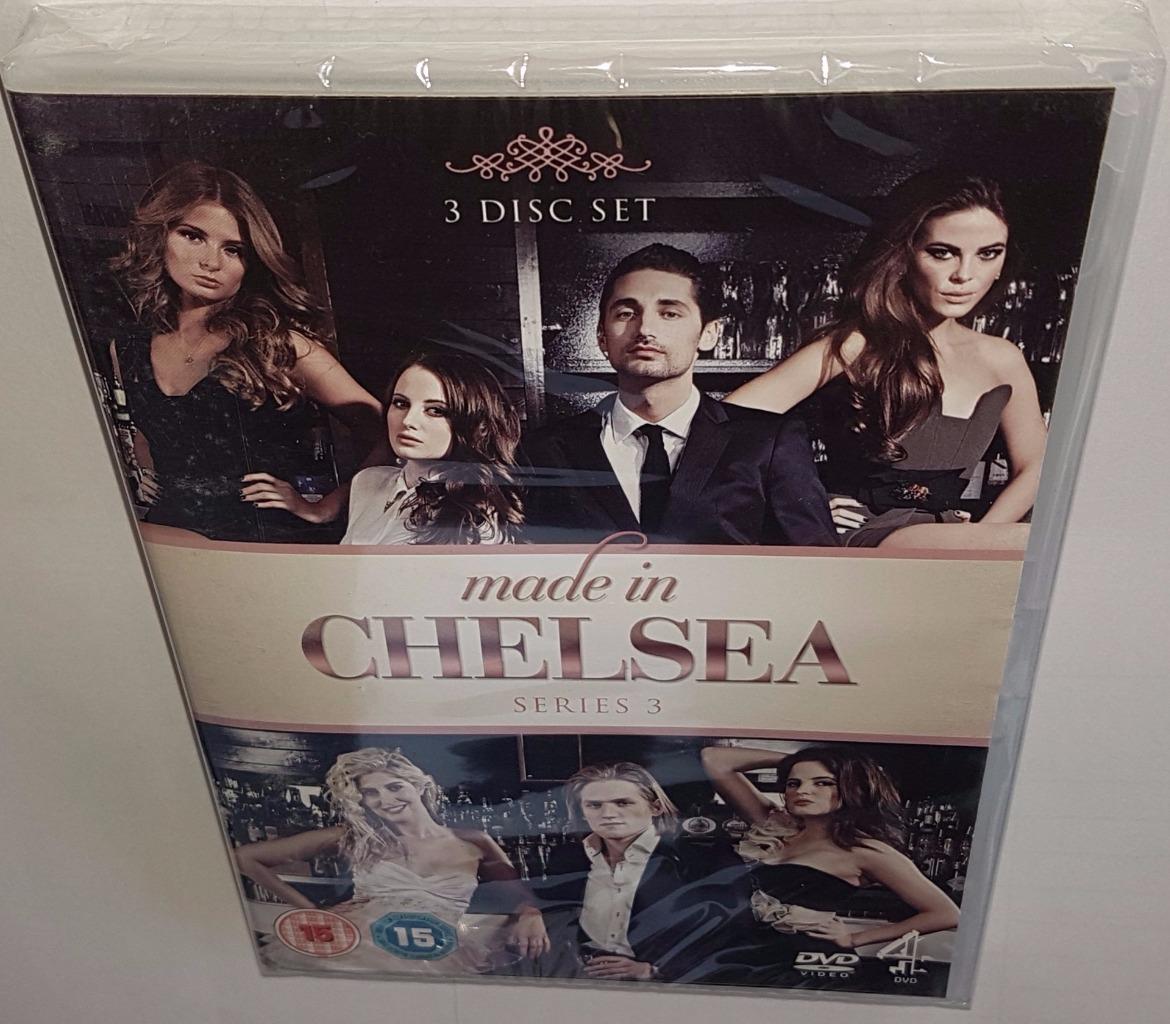 3 DISC SET
made in
CHELSEA
SERIES 3
15
15
DVD
VIDEO
4
DVD